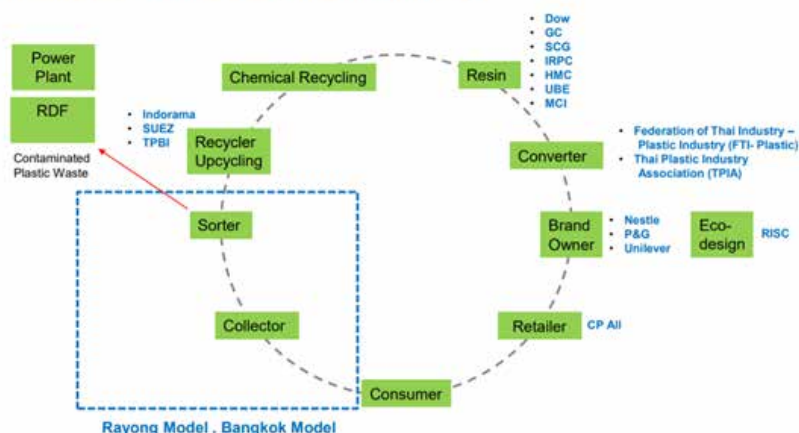 Power
Plant
RDF
Contaminated
Plastic Waste
• Indorama
• SUEZ
• TPBI
Chemical Recycling
Recycler
Upcycling
Sorter
Collector
Consumer
Rayong Model , Bangkok Model
Resin
• Dow
• GC
• SCG
• IRPC
• HMC
• UBE
• MCI
Converter
• Federation of Thai Industry –
Plastic Industry (FTI- Plastic)
• Thai Plastic Industry
Association (TPIA)
Brand
Owner
• Nestle
• P&G
• Unilever
Eco-
design
RISC
Retailer
CP All